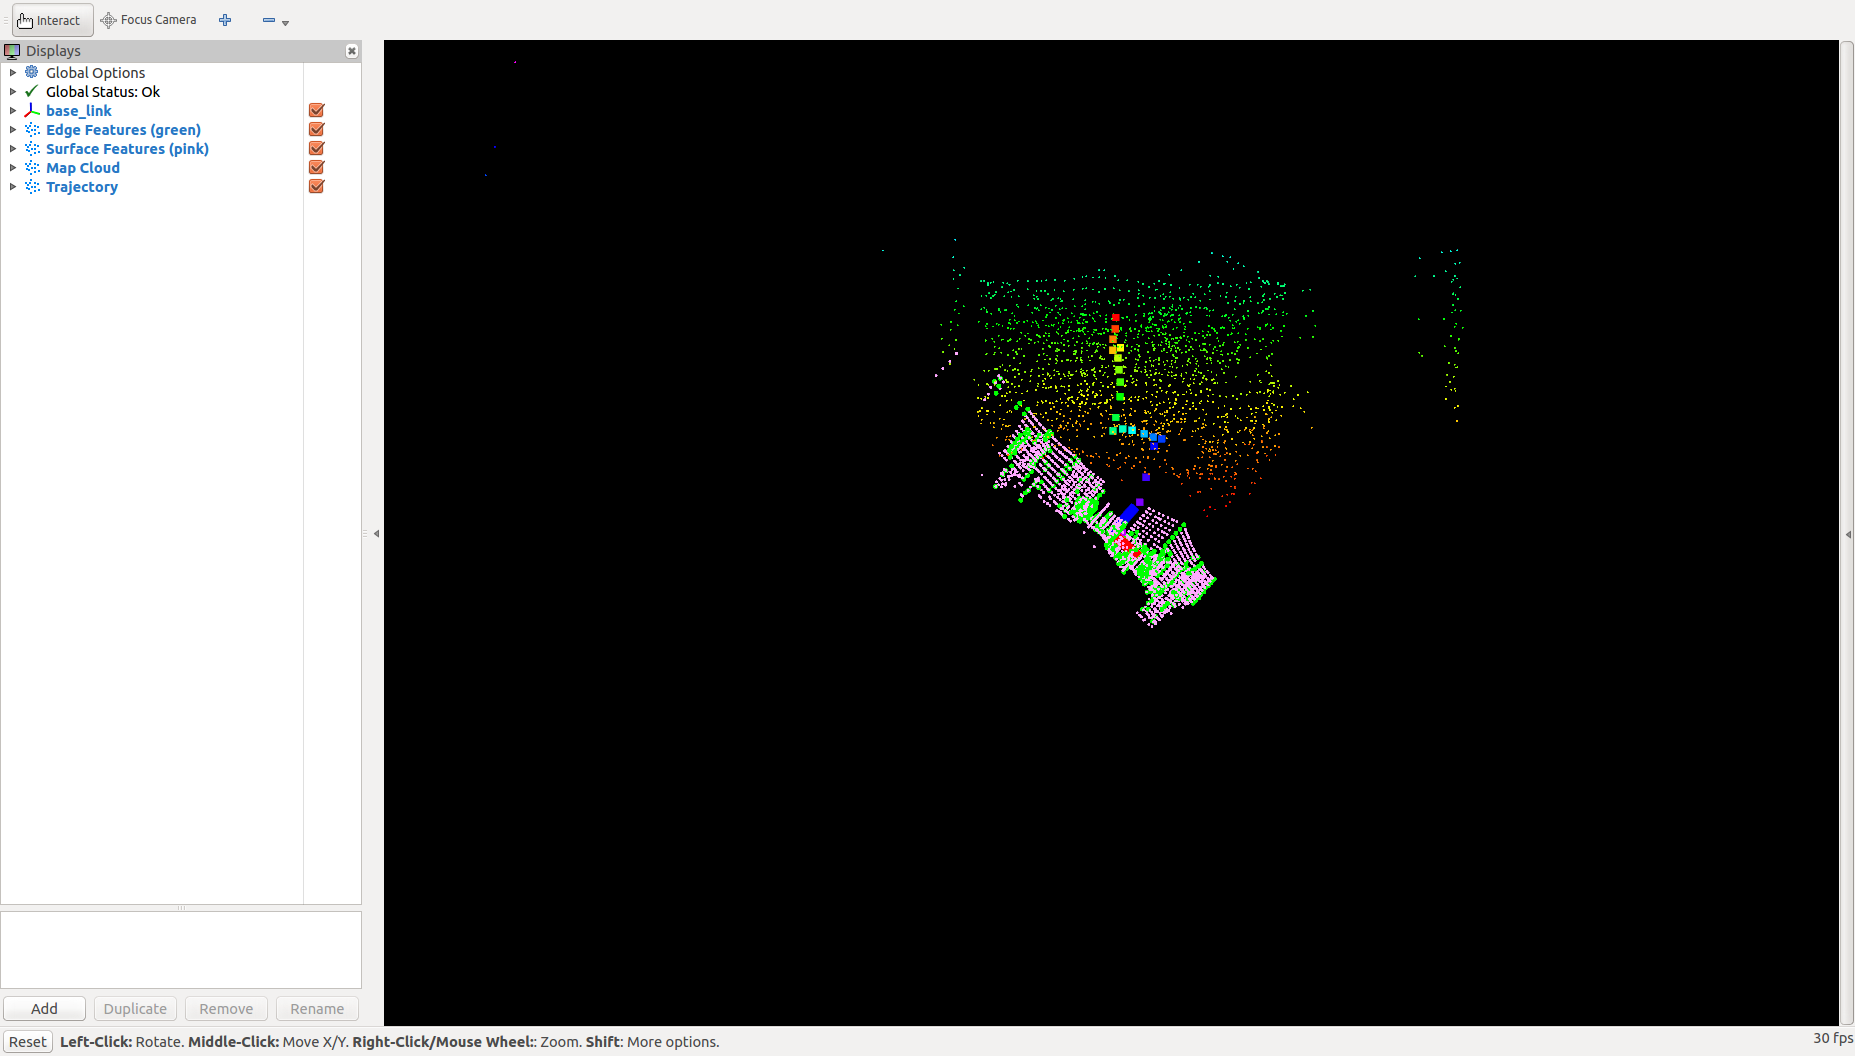 Interact Focus Camera
Displays
Global Options
Global Status: Ok
base_link
Edge Features (green)
Surface Features (pink)
Map Cloud
Trajectory
Add Duplicate Remove Rename
Reset Left-Click: Rotate. Middle-Click: Move X/Y. Right-Click/Mouse Wheel:: Zoom. Shift: More options. 30 fps